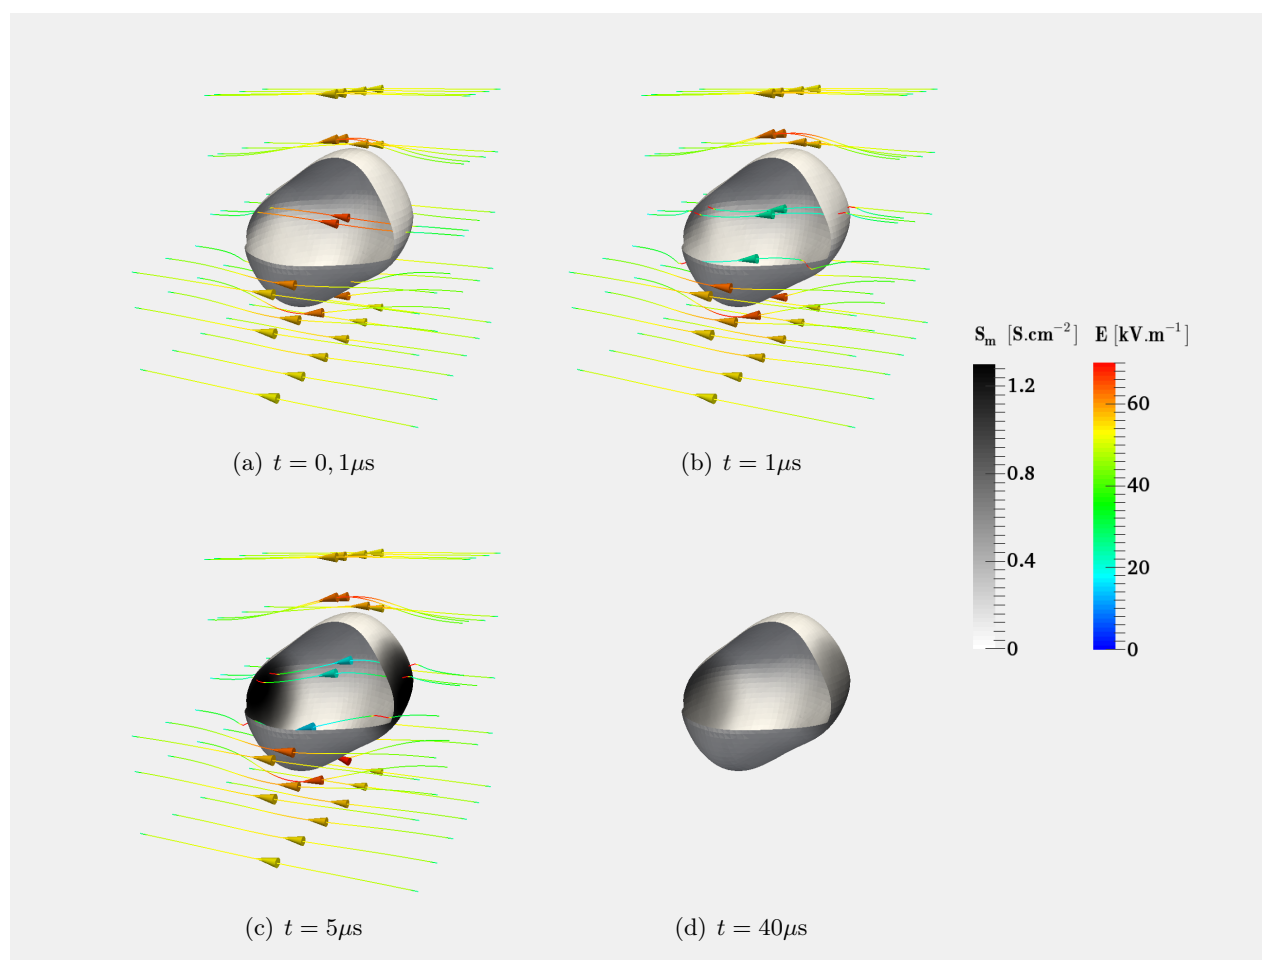 S_m [S.cm^{-2}] E [kV.m^{-1}]
1.2
60
0.8
40
0.4
20
0
0
(a) t = 0, 1μs
(b) t = 1μs
(c) t = 5μs
(d) t = 40μs